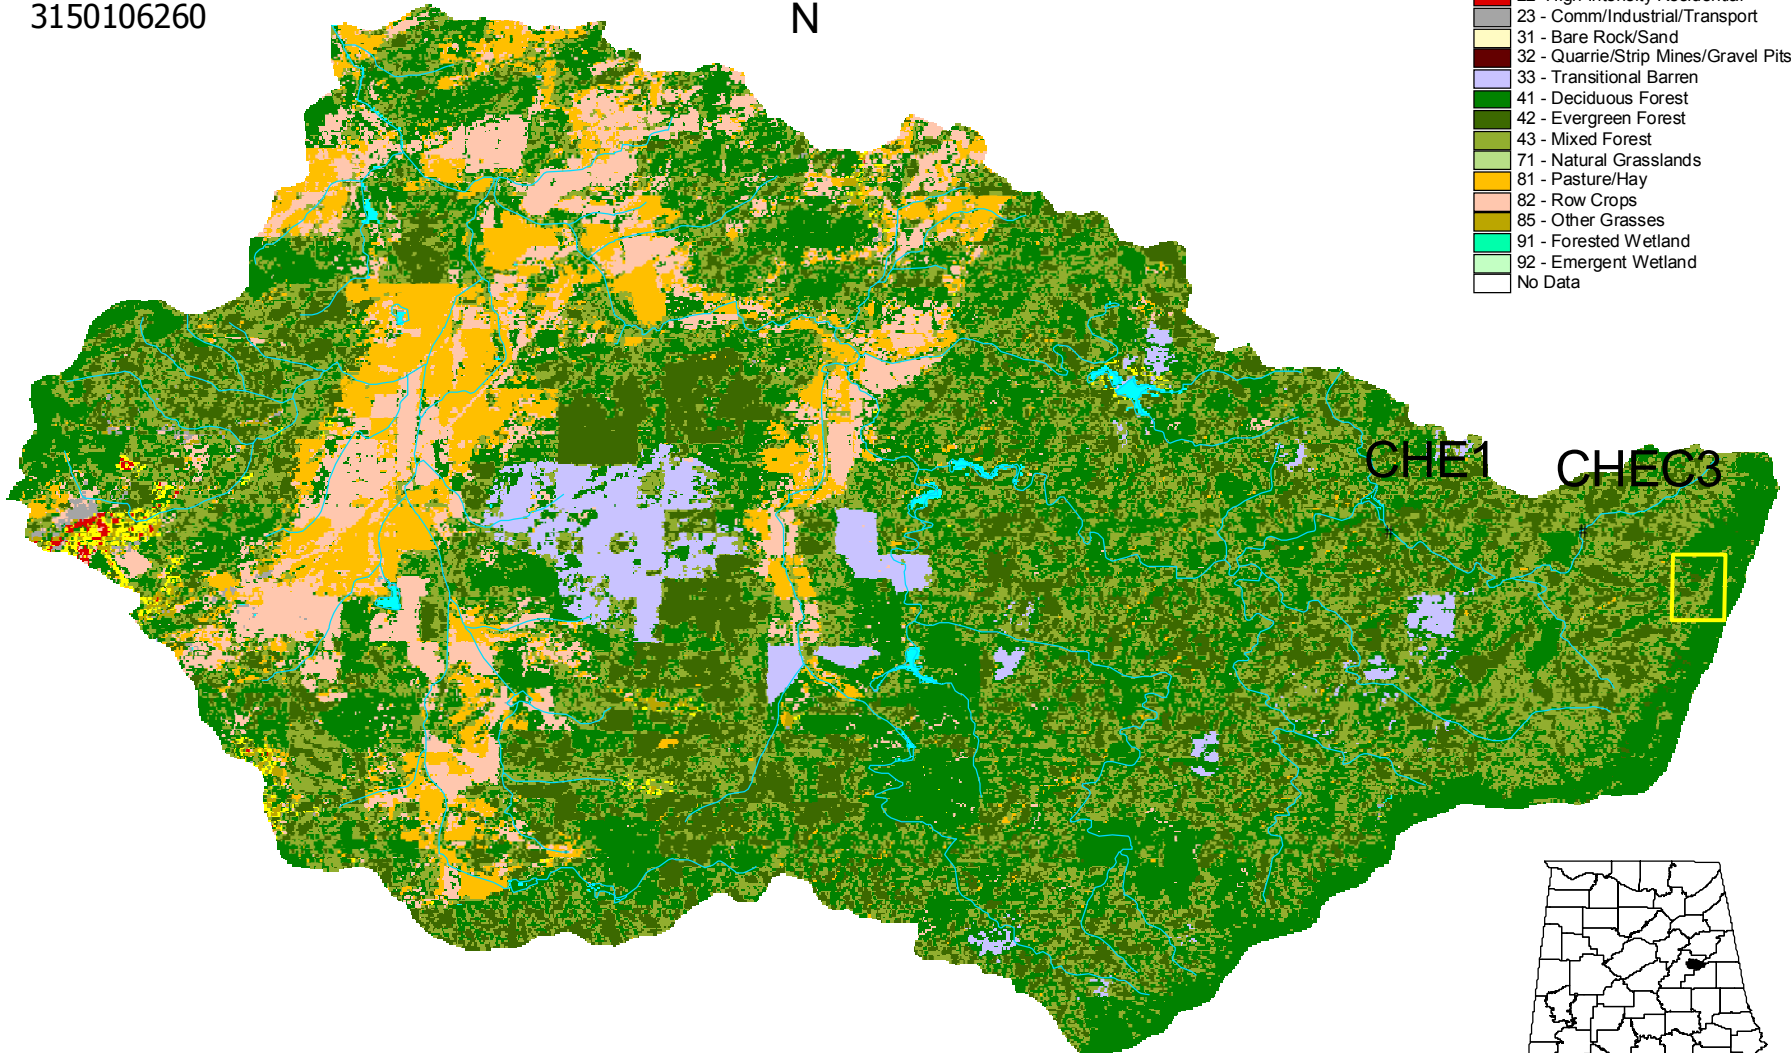 3150106260
N
23 - Comm/Industrial/Transport
31 - Bare Rock/Sand
32 - Quarrie/Strip Mines/Gravel Pits
33 - Transitional Barren
41 - Deciduous Forest
42 - Evergreen Forest
43 - Mixed Forest
71 - Natural Grasslands
81 - Pasture/Hay
82 - Row Crops
85 - Other Grasses
91 - Forested Wetland
92 - Emergent Wetland
No Data
CHE1
CHEC3